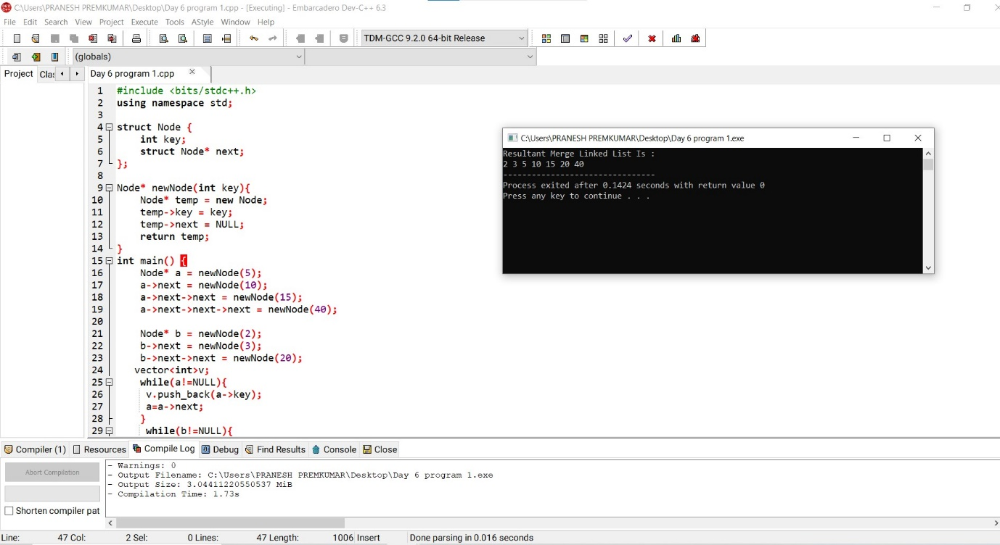 C:\Users\PRANESH PREMKUMAR\Desktop\Day 6 program 1.cpp - [Executing] - Embarcadero Dev-C++ 6.3
File Edit Search View Project Execute Tools AStyle Window Help
TDM-GCC 9.2.0 64-bit Release
(globals)
Project Clas Day 6 program 1.cpp
1 #include <bits/stdc++.h>
2 using namespace std;
3
4 struct Node {
5 int key;
6 struct Node* next;
7 };
8
9 Node* newNode(int key){
10 Node* temp = new Node;
11 temp->key = key;
12 temp->next = NULL;
13 return temp;
14 }
15 int main() {
16 Node* a = newNode(5);
17 a->next = newNode(10);
18 a->next->next = newNode(15);
19 a->next->next->next = newNode(40);
20
21 Node* b = newNode(2);
22 b->next = newNode(3);
23 b->next->next = newNode(20);
24 vector<int>v;
25 while(a!=NULL){
26 v.push_back(a->key);
27 a=a->next;
28 }
29 while(b!=NULL){
C:\Users\PRANESH PREMKUMAR\Desktop\Day 6 program 1.exe
Resultant Merge Linked List Is :
2 3 5 10 15 20 40
--------------------------------
Process exited after 0.1424 seconds with return value 0
Press any key to continue . . .
Compiler (1) Resources Compile Log Debug Find Results Console Close
Abort Compilation
Shorten compiler pat
- Warnings: 0
- Output Filename: C:\Users\PRANESH PREMKUMAR\Desktop\Day 6 program 1.exe
- Output Size: 3.04411220550537 MiB
- Compilation Time: 1.73s
Line: 47 Col: 2 Sel: 0 Lines: 47 Length: 1006 Insert Done parsing in 0.016 seconds